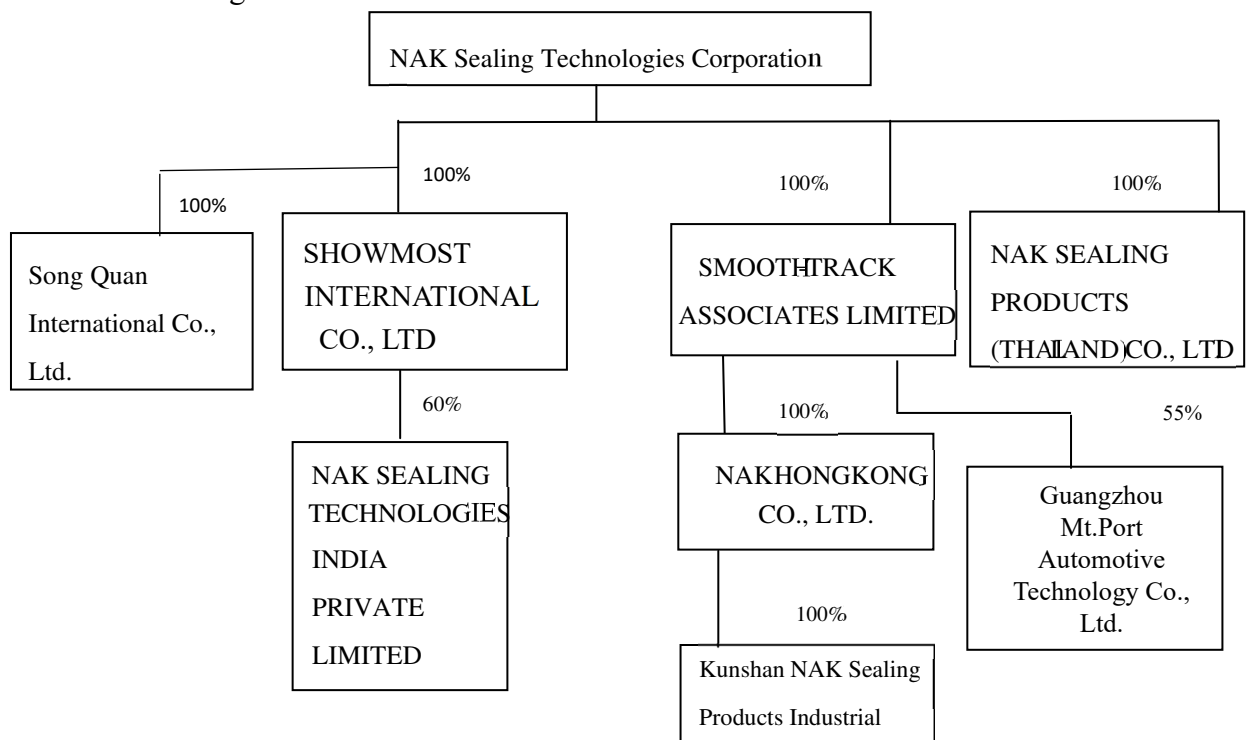 NAK Sealing Technologies Corporation
100%
100%
100%
100%
Song Quan
International Co.,
Ltd.
SHOWMOST
INTERNATIONAL
CO., LTD
SMOOTHTRACK
ASSOCIATES LIMITED
NAK SEALING
PRODUCTS
(THAILAND)CO., LTD
60%
100%
55%
NAK SEALING
TECHNOLOGIES
INDIA
PRIVATE
LIMITED
NAKHONGKONG
CO., LTD.
Guangzhou
Mt.Port
Automotive
Technology Co.,
Ltd.
100%
Kunshan NAK Sealing
Products Industrial